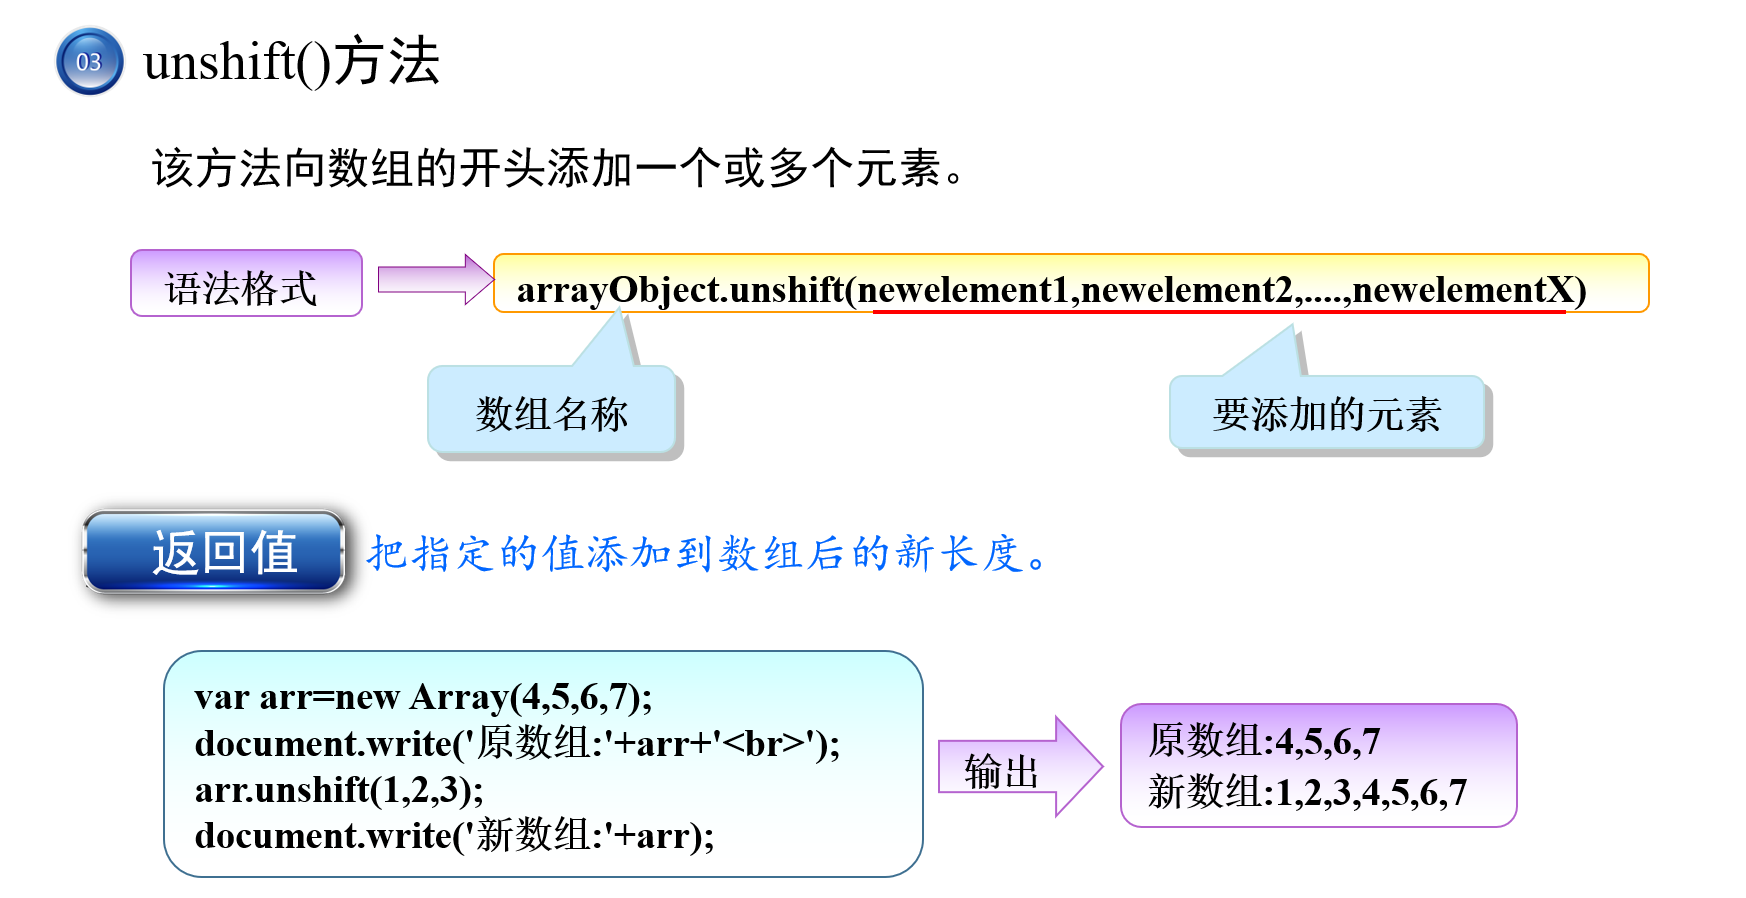 03 unshift()方法
该方法向数组的开头添加一个或多个元素。
语法格式
arrayObject.unshift(newelement1,newelement2,....,newelementX)
数组名称
要添加的元素
返回值
把指定的值添加到数组后的新长度。
var arr=new Array(4,5,6,7);
document.write('原数组:'+arr+'<br>');
arr.unshift(1,2,3);
document.write('新数组:'+arr);
输出
原数组:4,5,6,7
新数组:1,2,3,4,5,6,7